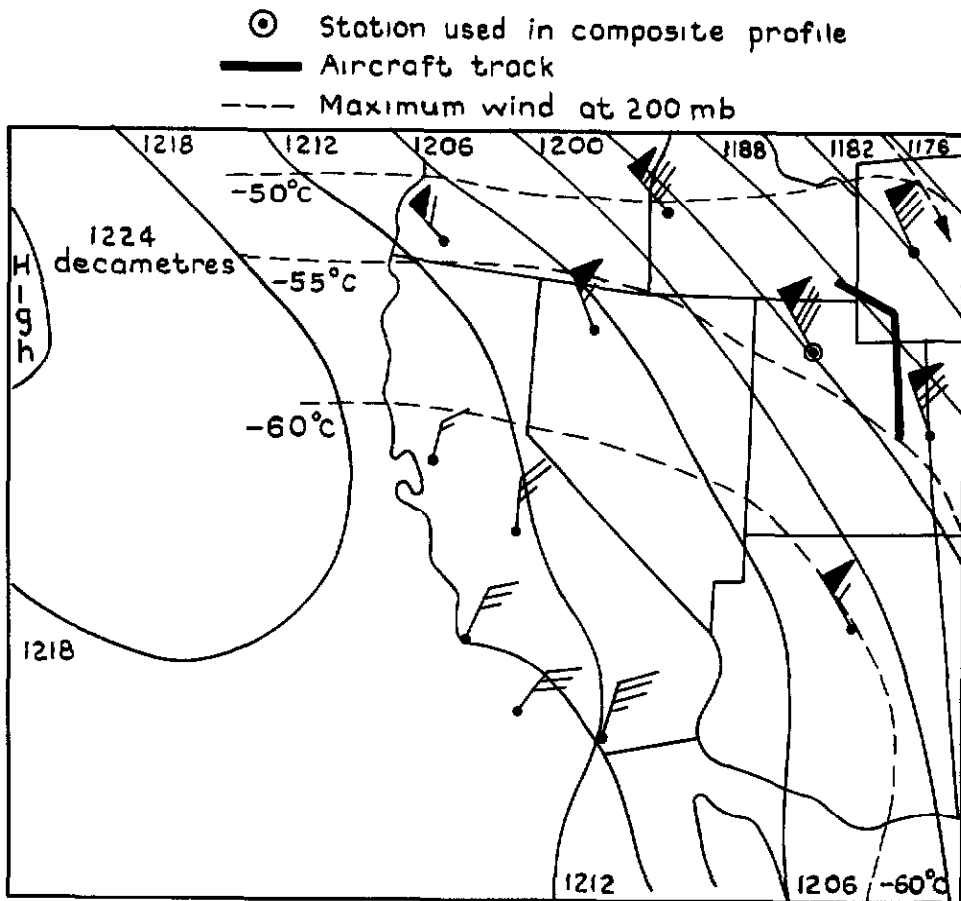 Station used in composite profile
Aircraft track
Maximum wind at 200 mb
1218 1212 1206 1200 1188 1182 1176
-50°C
1224
decametres
High
-55°C
-60°C
1218
1212 1206 -60°C